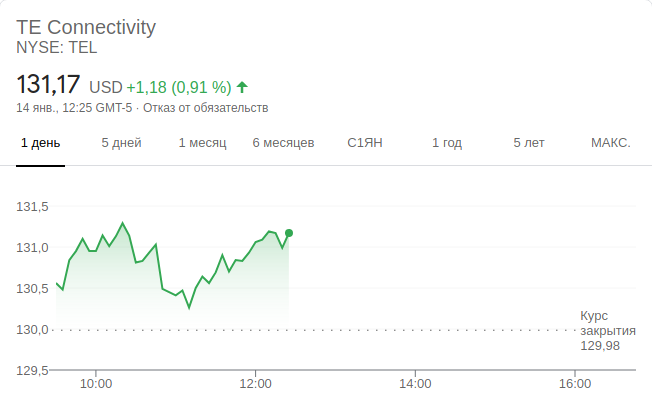 TE Connectivity
NYSE: TEL
131,17 USD +1,18 (0,91 %)
14 янв., 12:25 GMT-5 · Отказ от обязательств
1 день 5 дней 1 месяц 6 месяцев С1ЯН 1 год 5 лет МАКС.
131,5
131,0
130,5
130,0
129,5
Курс
закрытия
129,98
10:00 12:00 14:00 16:00